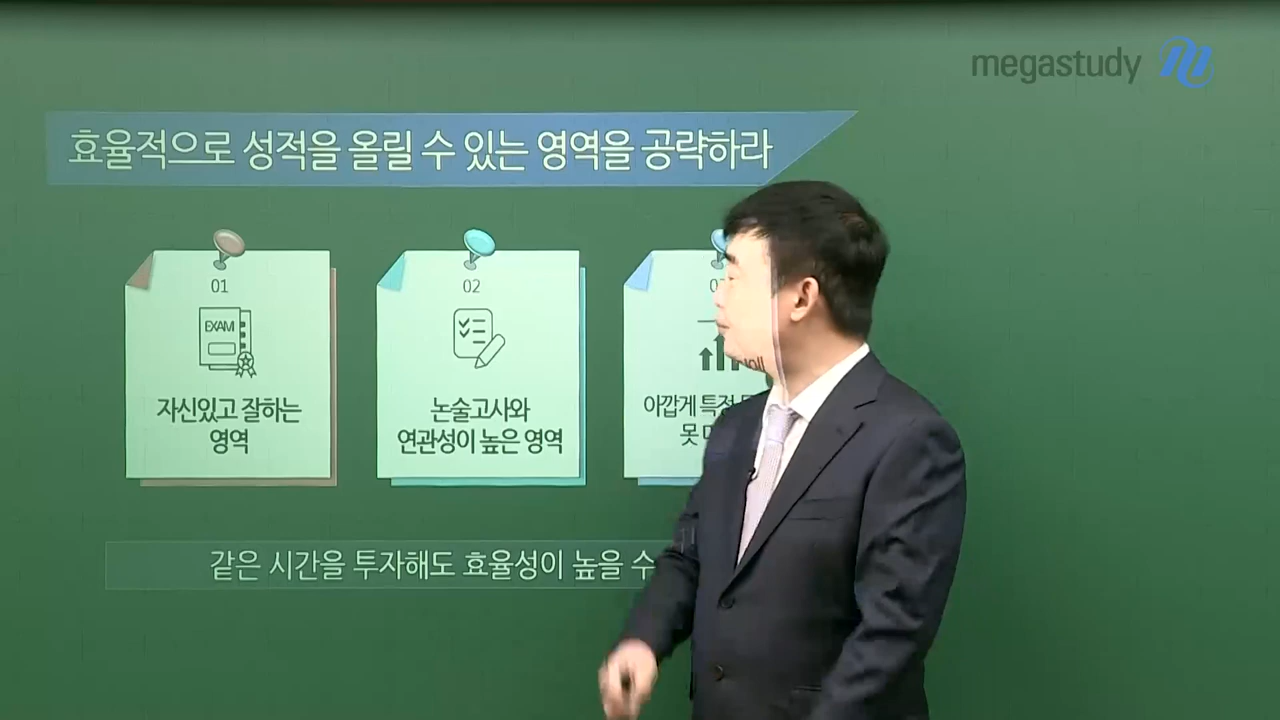 megastudy
효율적으로 성적을 올릴 수 있는 영역을 공략하라
01
EXAM
자신있고 잘하는
영역
02
논술고사와
연관성이 높은 영역
아깝게 특정
못
같은 시간을 투자해도 효율성이 높을 수